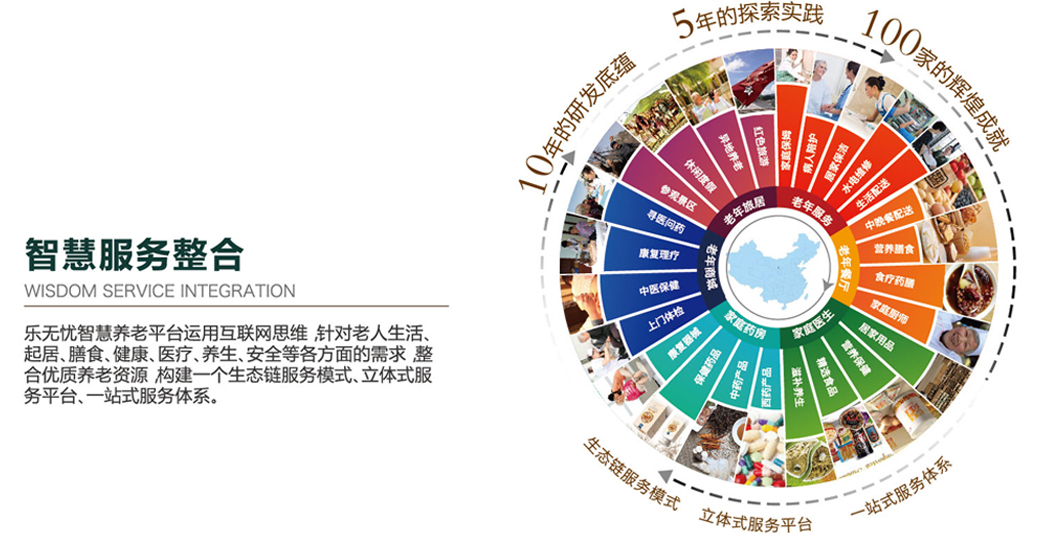 智慧服务整合
WISDOM SERVICE INTEGRATION
乐无忧智慧养老平台运用互联网思维,针对老人生活、
起居、膳食、健康、医疗、养生、安全等各方面的需求,整
合优质养老资源,构建一个生态链服务模式、立体式服
务平台、一站式服务体系。
10年的研发底蕴
5年的探索实践
100家的辉煌成就
老年旅居
参观景区
休闲度假
异地养老
红色旅游
老年服务
家庭保姆
病人陪护
居家保洁
水电维修
生活配送
老年餐厅
中晚餐配送
营养膳食
食疗药膳
家庭厨师
家庭医生
居家用品
营养保健
精选食品
滋补养生
家庭药房
西药产品
中药产品
保健药品
康复器械
上门体检
中医保健
康复理疗
寻医问药
生态链服务模式
立体式服务平台
一站式服务体系